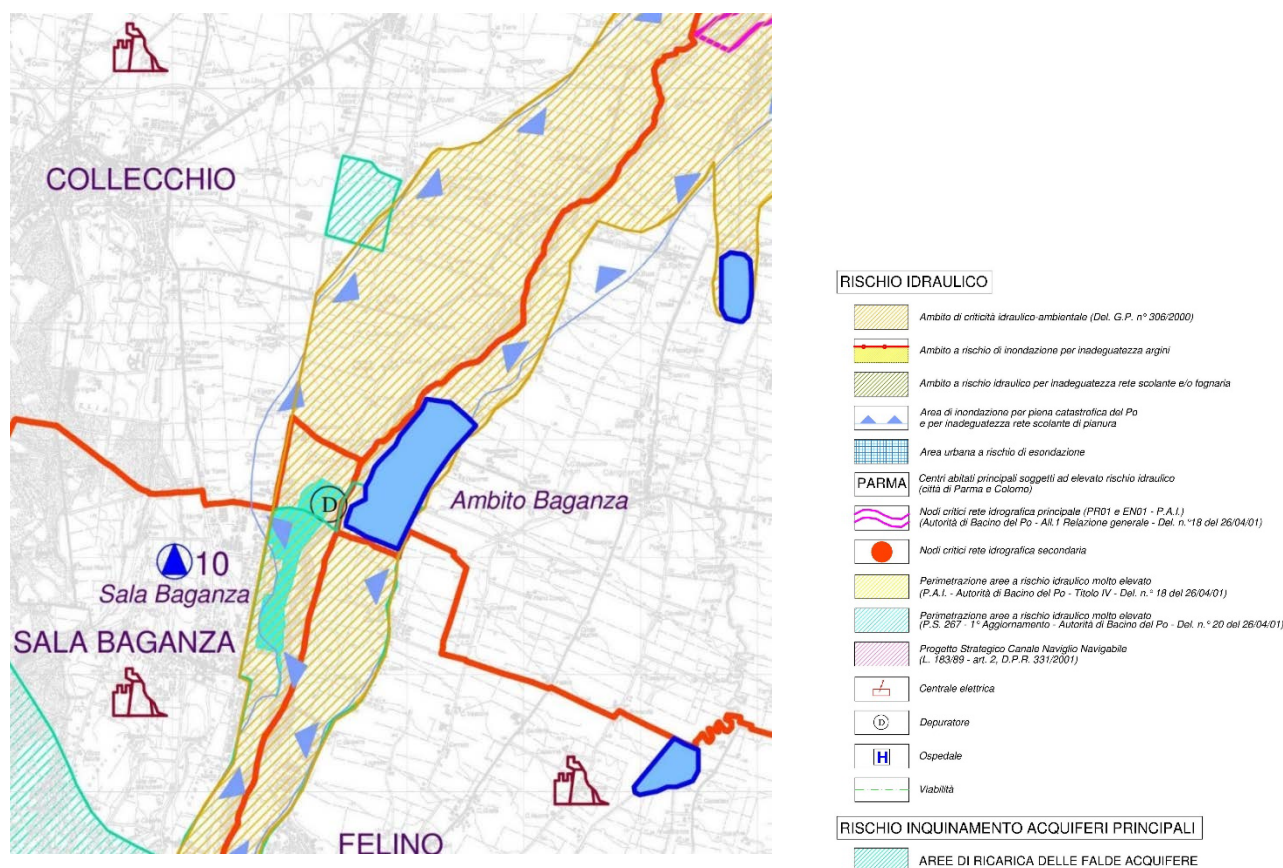 COLLECCHIO
Ambito Baganza
10
Sala Baganza
SALA BAGANZA
D
FELINO
RISCHIO IDRAULICO
Ambito di criticità idraulico-ambientale (Del. G.P. n° 306/2000)
Ambito a rischio di inondazione per inadeguatezza argini
Ambito a rischio idraulico per inadeguatezza rete scolante e/o fognaria
Area di inondazione per piena catastrofica del Po
e per inadeguatezza rete scolante di pianura
Area urbana a rischio di esondazione
PARMA
Centri abitati principali soggetti ad elevato rischio idraulico
(città di Parma e Colorno)
Nodi critici rete idrografica principale (PR01 e EN01 - P.A.I.)
(Autorità di Bacino del Po - All.1 Relazione generale - Del. n.°18 del 26/04/01)
Nodi critici rete idrografica secondaria
Perimetrazione aree a rischio idraulico molto elevato
(P.A.I. - Autorità di Bacino del Po - Titolo IV - Del. n.° 18 del 26/04/01)
Perimetrazione aree a rischio idraulico molto elevato
(P.S. 267 - 1° Aggiornamento - Autorità di Bacino del Po - Del. n.° 20 del 26/04/01)
Progetto Strategico Canale Naviglio Navigabile
(L. 183/89 - art. 2, D.P.R. 331/2001)
Centrale elettrica
D
Depuratore
H
Ospedale
Viabilità
RISCHIO INQUINAMENTO ACQUIFERI PRINCIPALI
AREE DI RICARICA DELLE FALDE ACQUIFERE